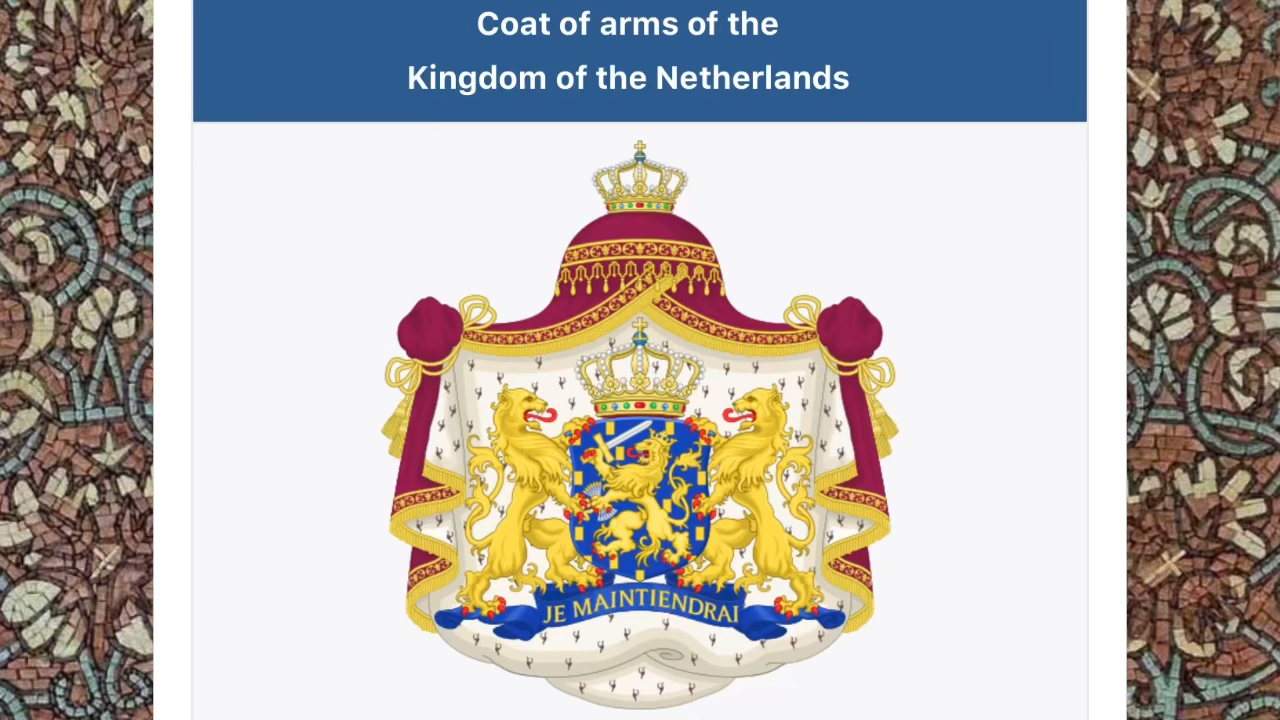 Coat of arms of the
Kingdom of the Netherlands
JE MAINTIENDRAI